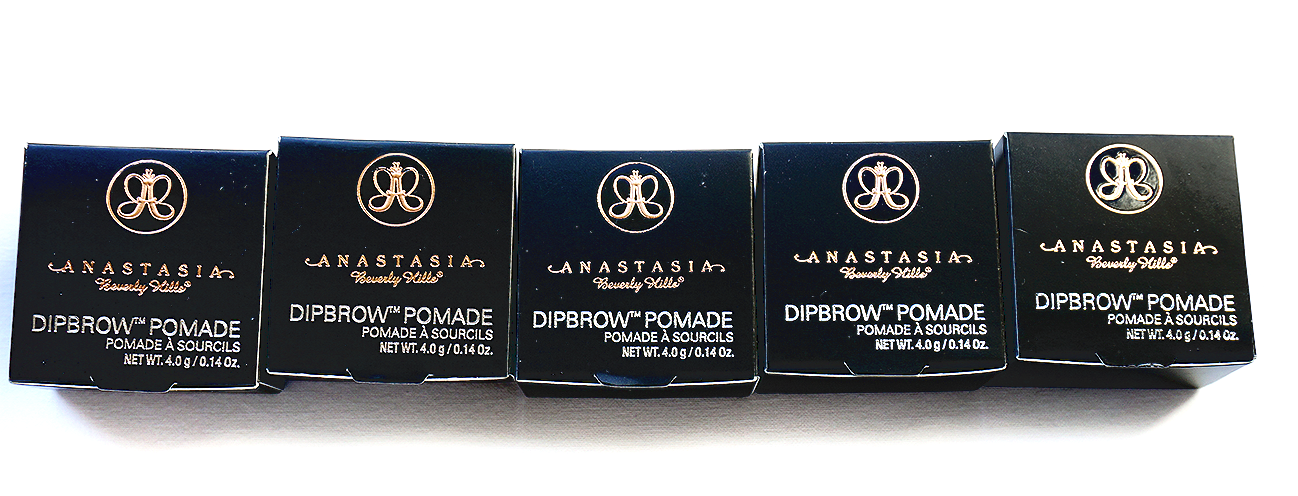 ANASTASIA
Beverly Hills®
DIPBROW™ POMADE
POMADE À SOURCILS
NET WT. 4.0 g / 0.14 Oz.
ANASTASIA
Beverly Hills®
DIPBROW™ POMADE
POMADE À SOURCILS
NET WT. 4.0 g / 0.14 Oz.
ANASTASIA
Beverly Hills®
DIPBROW™ POMADE
POMADE À SOURCILS
NET WT. 4.0 g / 0.14 Oz.
ANASTASIA
Beverly Hills®
DIPBROW™ POMADE
POMADE À SOURCILS
NET WT. 4.0 g / 0.14 Oz.
ANASTASIA
Beverly Hills®
DIPBROW™ POMADE
POMADE À SOURCILS
NET WT. 4.0 g / 0.14 Oz.